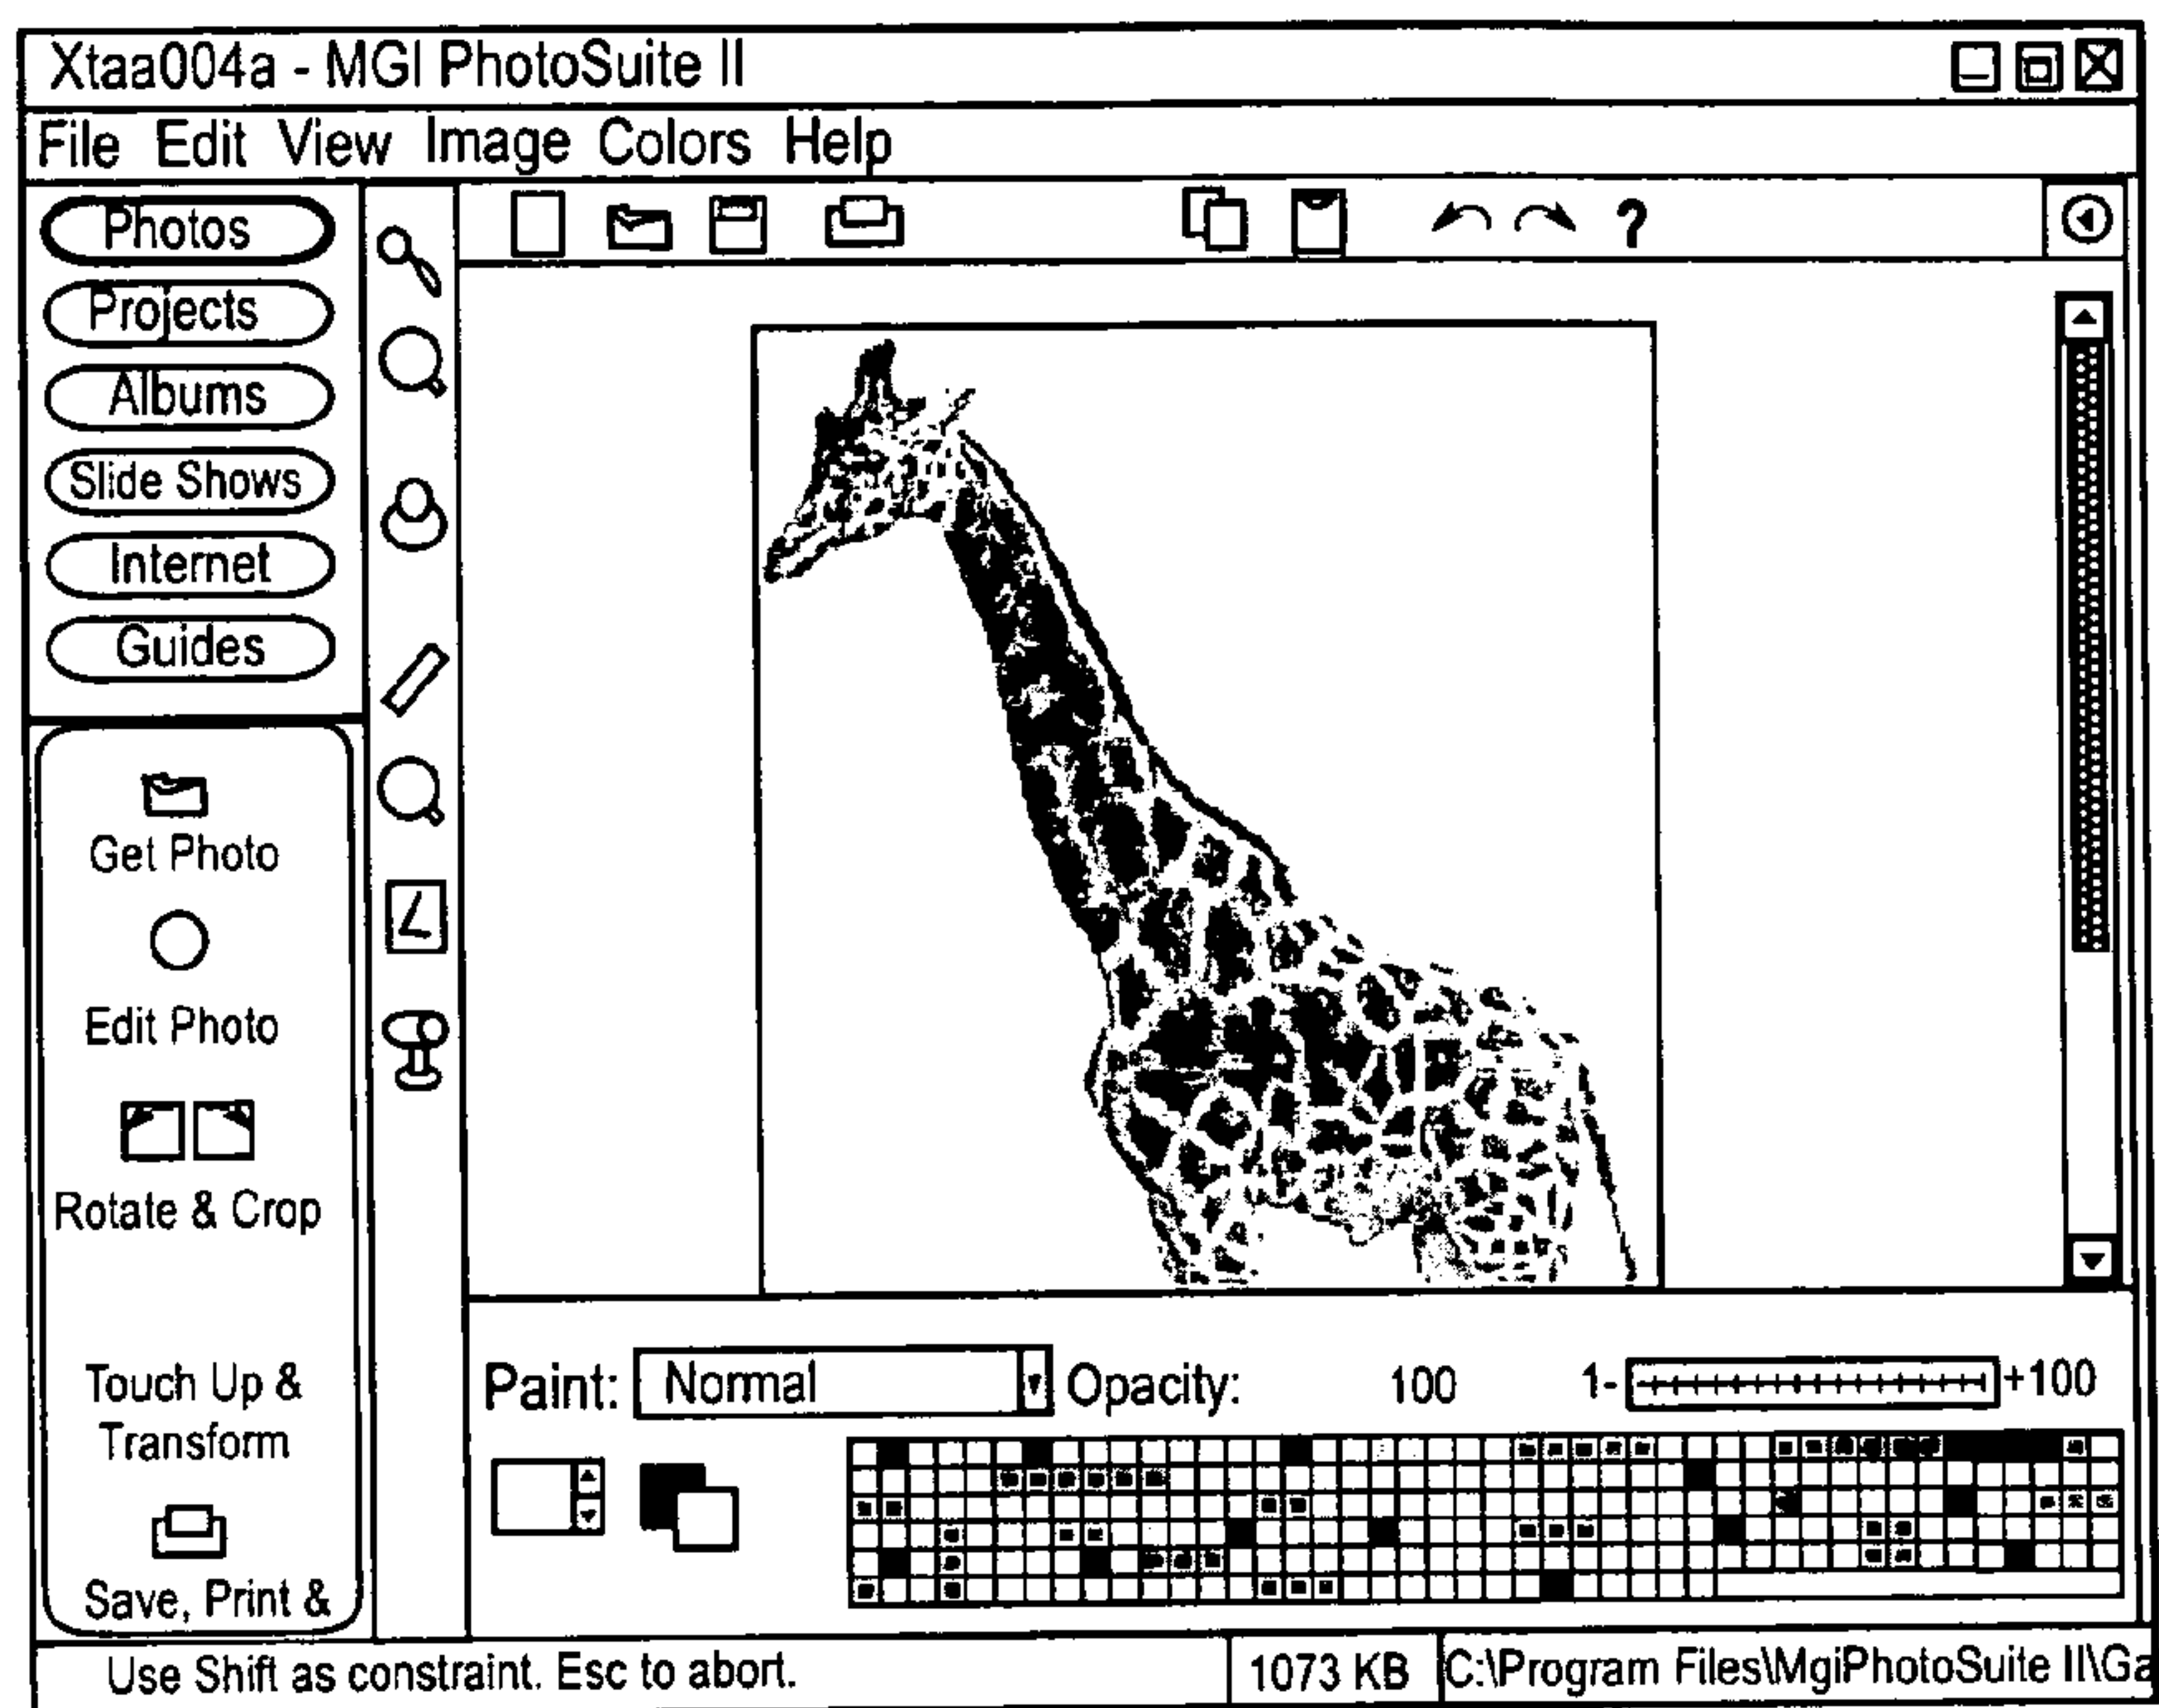 Xtaa004a - MGI PhotoSuite II
File Edit View Image Colors Help
Photos
Projects
Albums
Slide Shows
Internet
Guides
Get Photo
Edit Photo
Rotate & Crop
Touch Up &
Transform
Save, Print &
Paint: Normal Opacity: 100 1- +100
Use Shift as constraint. Esc to abort. 1073 KB C:\Program Files\MgiPhotoSuite II\Ga